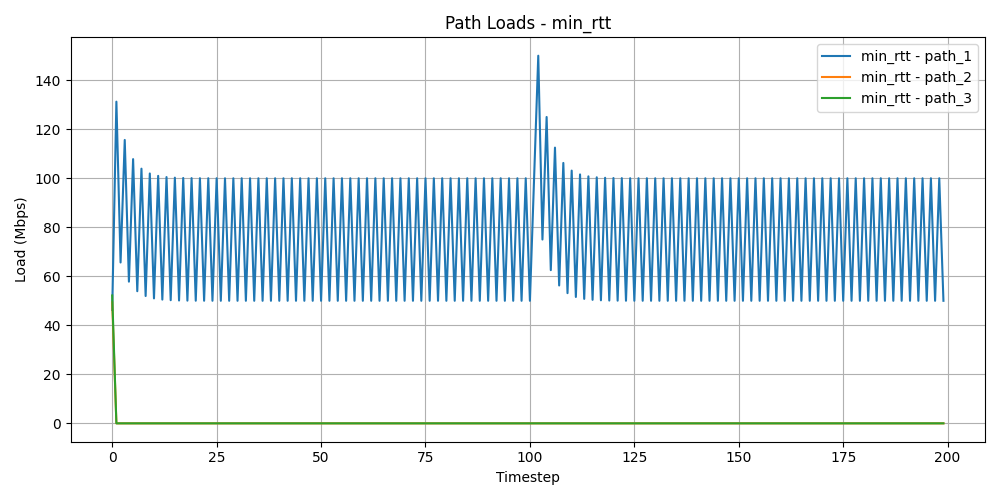 Path Loads - min_rtt
min_rtt - path_1
min_rtt - path_2
min_rtt - path_3
Load (Mbps)
140
120
100
80
60
40
20
0
0 25 50 75 100 125 150 175 200
Timestep